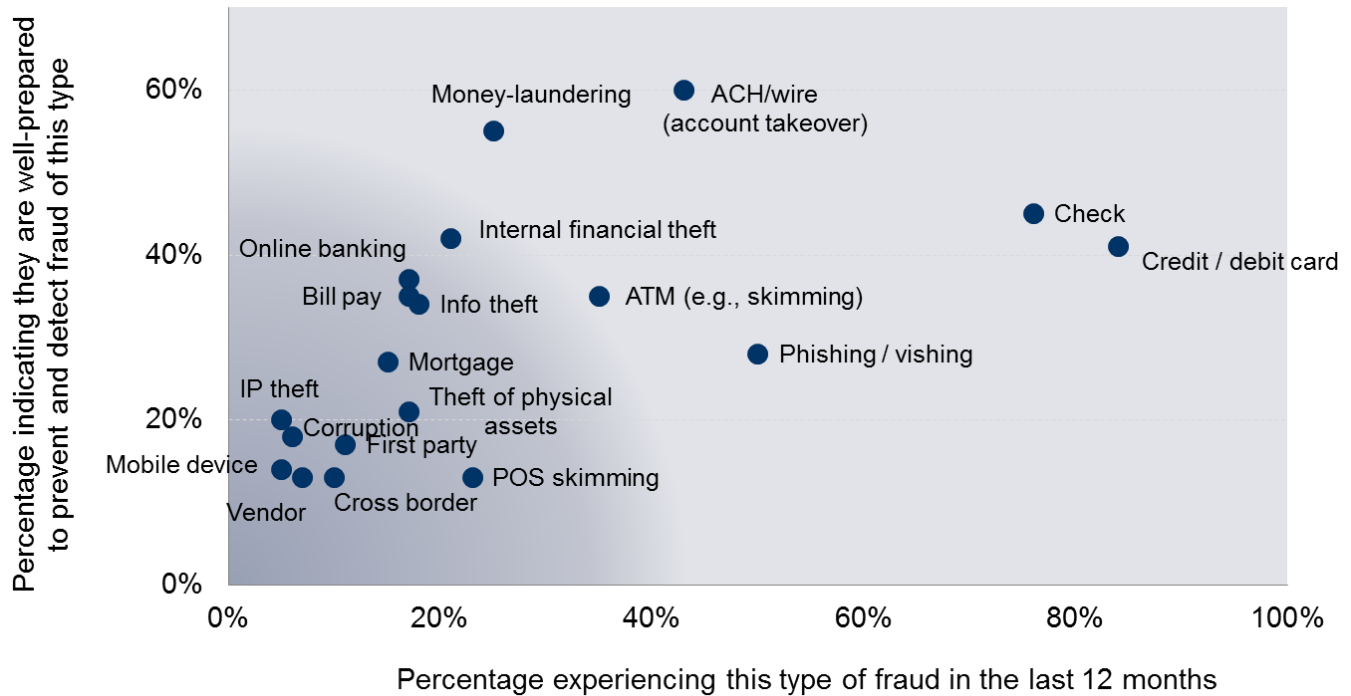 Percentage indicating they are well-prepared
to prevent and detect fraud of this type
60%
40%
20%
0%
Money-laundering
ACH/wire
(account takeover)
Check
Credit / debit card
Internal financial theft
Online banking
Bill pay
Info theft
ATM (e.g., skimming)
Phishing / vishing
Mortgage
IP theft
Theft of physical
assets
Corruption
First party
Mobile device
POS skimming
Vendor
Cross border
0%
20%
40%
60%
80%
100%
Percentage experiencing this type of fraud in the last 12 months